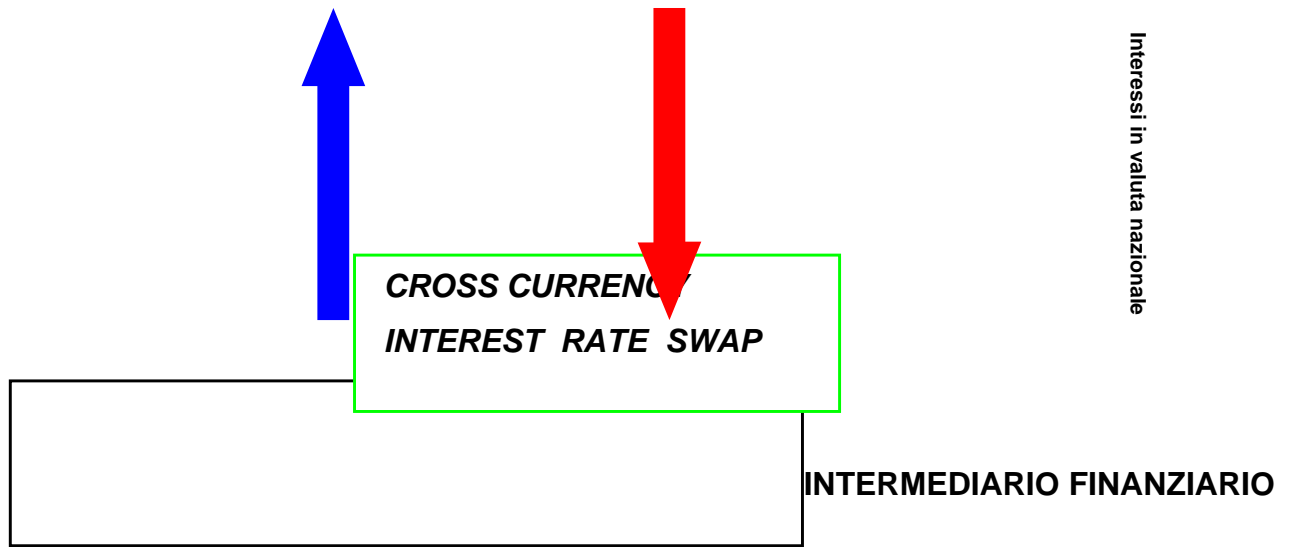 Interessi in valuta nazionale
CROSS CURRENCY
INTEREST RATE SWAP
INTERMEDIARIO FINANZIARIO